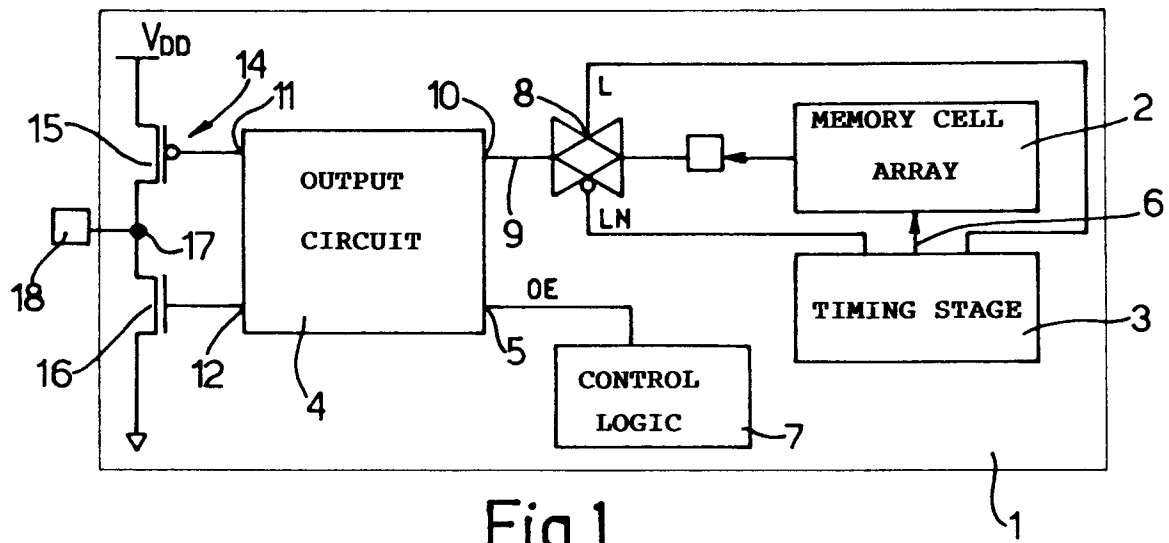 VDD
14
11
10
8
L
2
15
MEMORY CELL
ARRAY
OUTPUT
CIRCUIT
9
LN
6
18
17
OE
TIMING STAGE
3
16
12
4
5
CONTROL
LOGIC
7
1
Fig.1